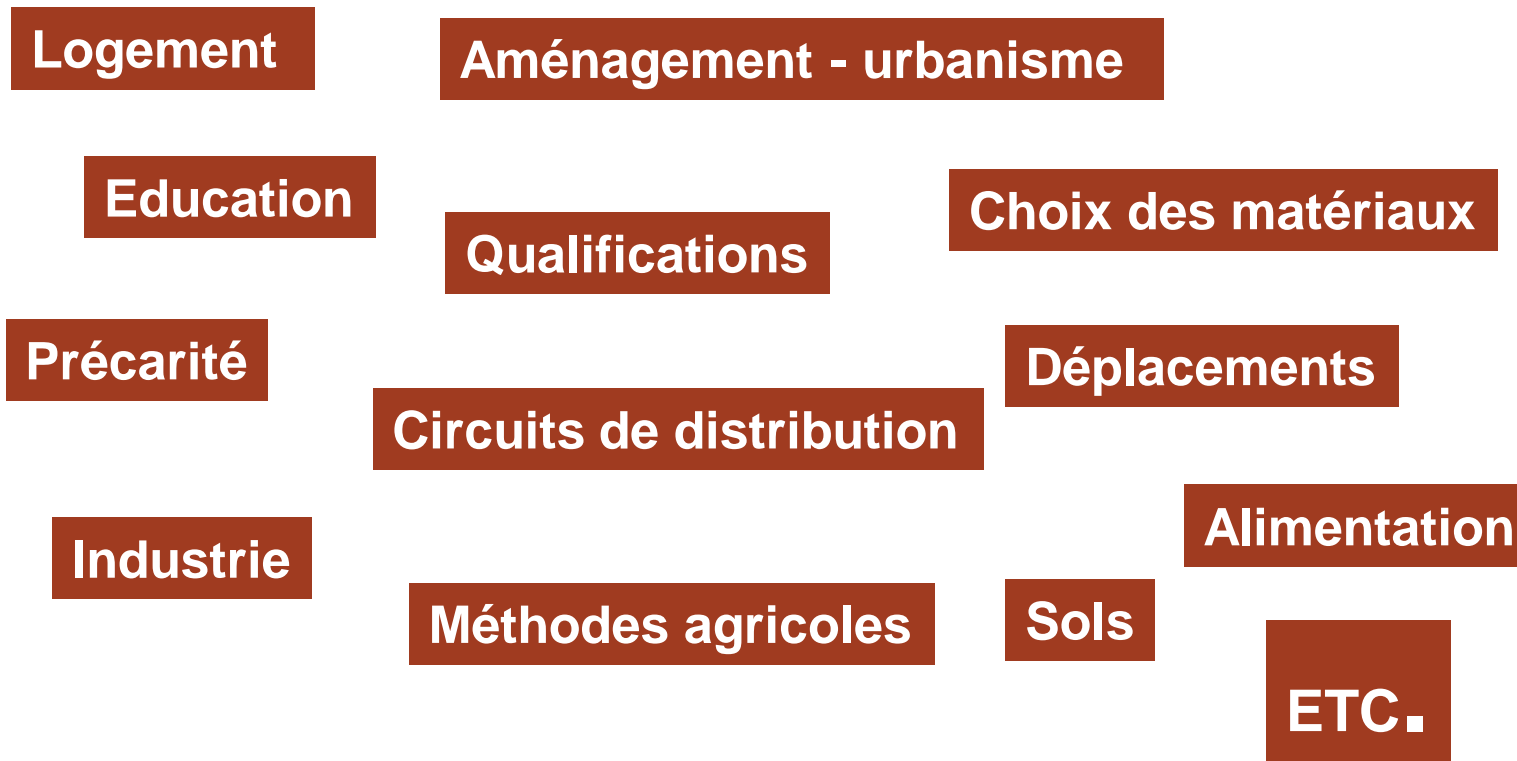 Logement
Aménagement - urbanisme
Education
Choix des matériaux
Qualifications
Précarité
Déplacements
Circuits de distribution
Alimentation
Industrie
Méthodes agricoles
Sols
ETC.